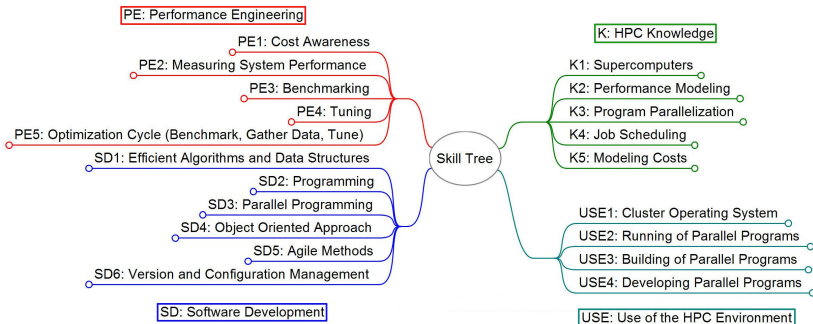 PE: Performance Engineering
PE1: Cost Awareness
PE2: Measuring System Performance
PE3: Benchmarking
PE4: Tuning
PE5: Optimization Cycle (Benchmark, Gather Data, Tune)
SD1: Efficient Algorithms and Data Structures
SD2: Programming
SD3: Parallel Programming
SD4: Object Oriented Approach
SD5: Agile Methods
SD6: Version and Configuration Management
SD: Software Development
Skill Tree
K: HPC Knowledge
K1: Supercomputers
K2: Performance Modeling
K3: Program Parallelization
K4: Job Scheduling
K5: Modeling Costs
USE1: Cluster Operating System
USE2: Running of Parallel Programs
USE3: Building of Parallel Programs
USE4: Developing Parallel Programs
USE: Use of the HPC Environment